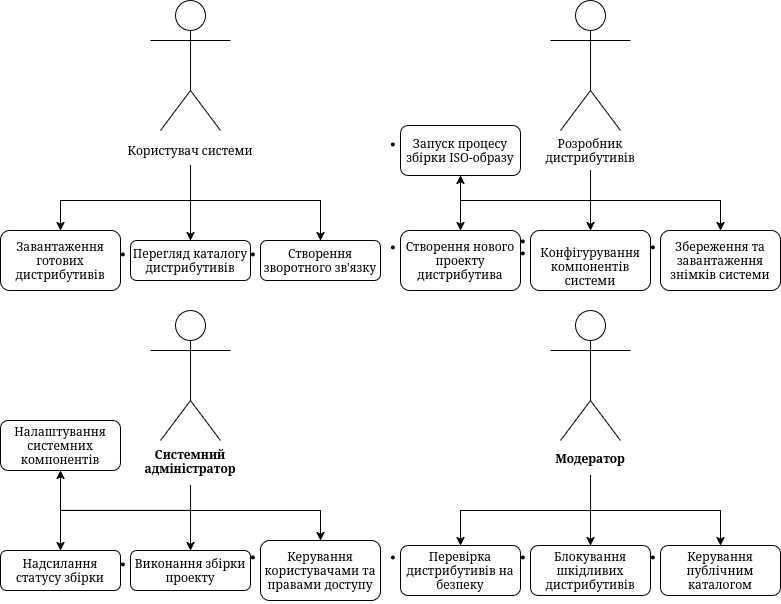 Користувач системи
Завантаження
готових
дистрибутивів
Перегляд каталогу
дистрибутивів
Створення
зворотного зв'язку
Розробник
дистрибутивів
Запуск процесу
збірки ISO-образу
Створення нового
проекту
дистрибутива
Конфігурування
компонентів
системи
Збереження та
завантаження
знімків системи
Системний
адміністратор
Налаштування
системних
компонентів
Надсилання
статусу збірки
Виконання збірки
проекту
Керування
користувачами та
правами доступу
Модератор
Перевірка
дистрибутивів на
безпеку
Блокування
шкідливих
дистрибутивів
Керування
публічним
каталогом